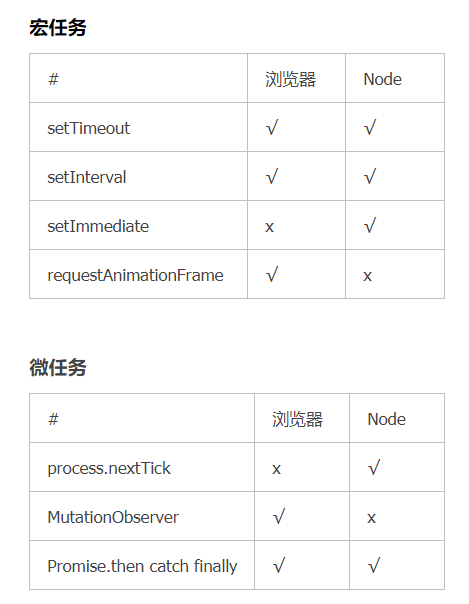 宏任务
# 浏览器 Node
setTimeout √ √
setInterval √ √
setImmediate x √
requestAnimationFrame √ x
微任务
# 浏览器 Node
process.nextTick x √
MutationObserver √ x
Promise.then catch finally √ √